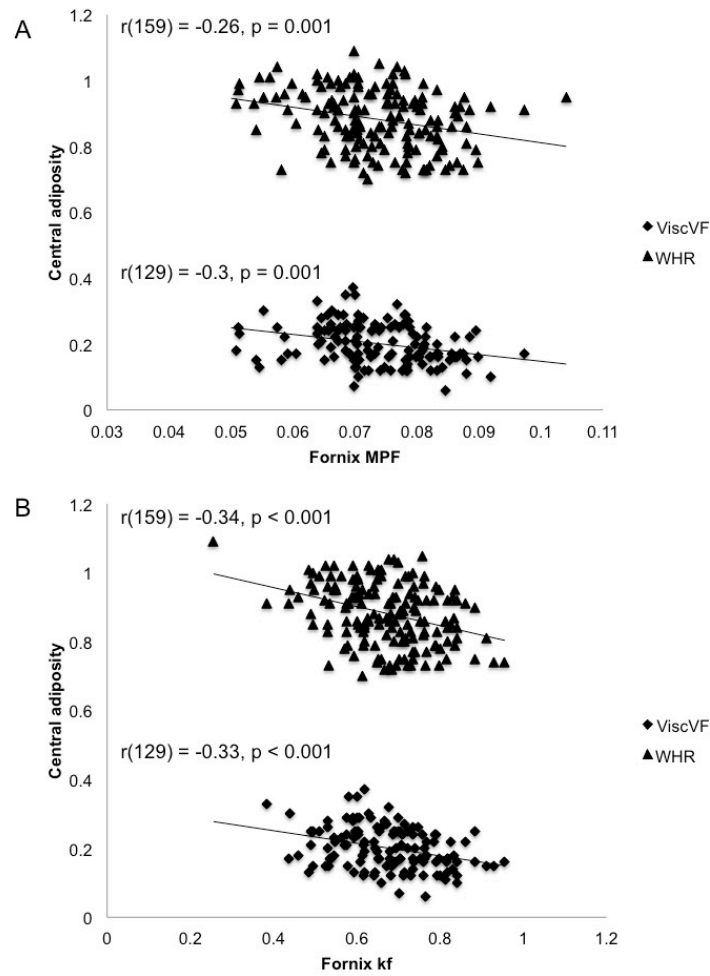 A
r(159) = -0.26, p = 0.001
r(129) = -0.3, p = 0.001
Central adiposity
1.2
1
0.8
0.6
0.4
0.2
0
0.03
0.04
0.05
0.06
0.07
0.08
0.09
0.1
0.11
Fornix MPF
ViscVF
WHR
B
r(159) = -0.34, p < 0.001
r(129) = -0.33, p < 0.001
Central adiposity
1.2
1
0.8
0.6
0.4
0.2
0
0
0.2
0.4
0.6
0.8
1
1.2
Fornix kf
ViscVF
WHR